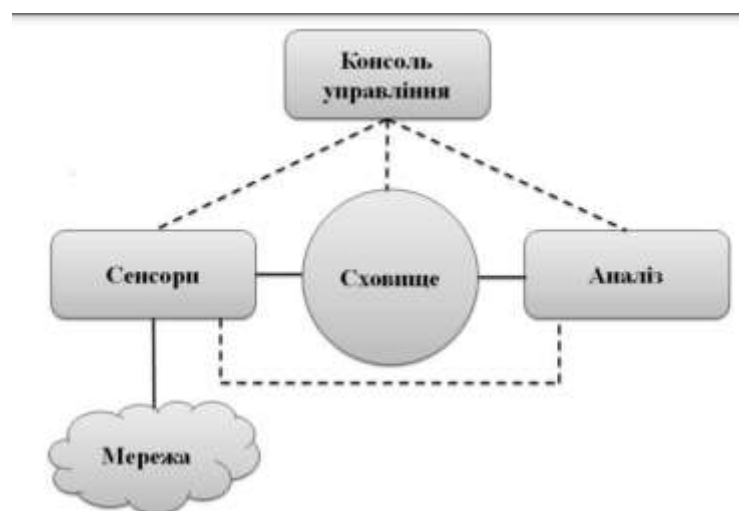 Консоль
управління
Сенсори
Сховище
Аналіз
Мережа